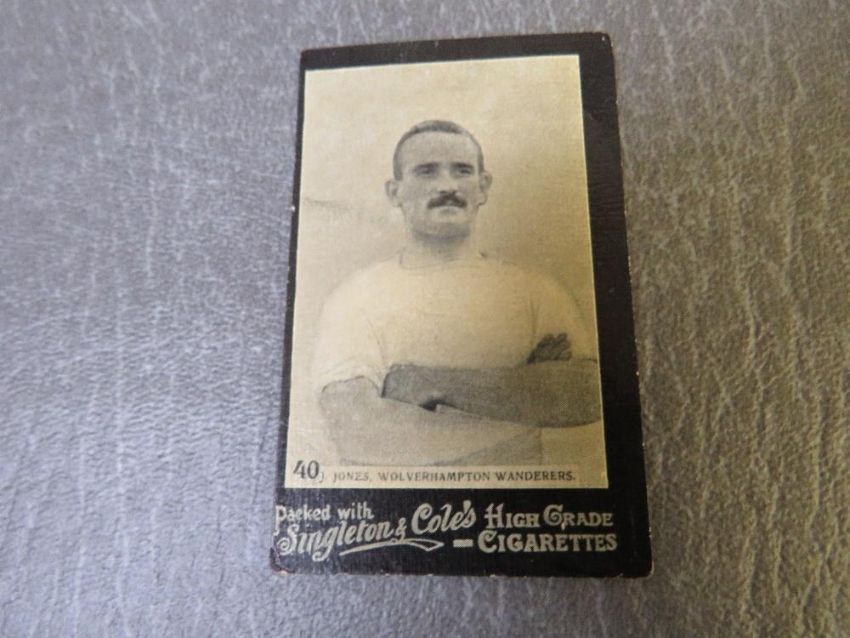 40 J. JONES, WOLVERHAMPTON WANDERERS.
Packed with Singleton & Cole's HIGH GRADE
CIGARETTES